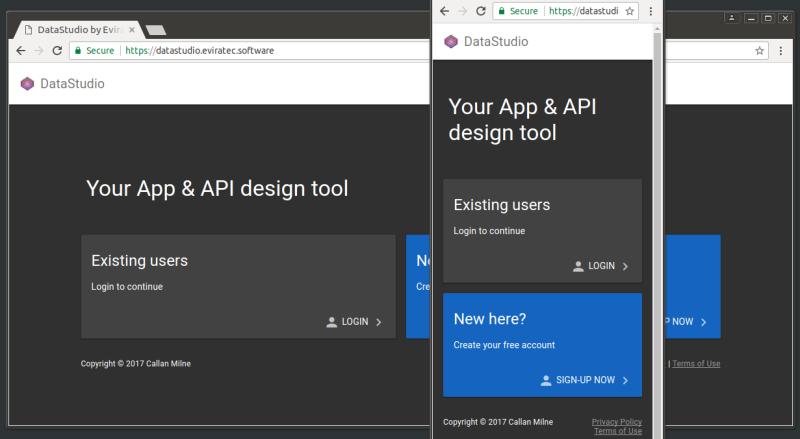 DataStudio by Evira
Secure
https://datastudio.eviratec.software
DataStudio
Your App & API design tool
Existing users
Login to continue
LOGIN
Ne
Cre
P NOW
Copyright © 2017 Callan Milne
| Terms of Use
Secure
https://datastudi
DataStudio
Your App & API
design tool
Existing users
Login to continue
LOGIN
New here?
Create your free account
SIGN-UP NOW
Copyright © 2017 Callan Milne
Privacy Policy
Terms of Use